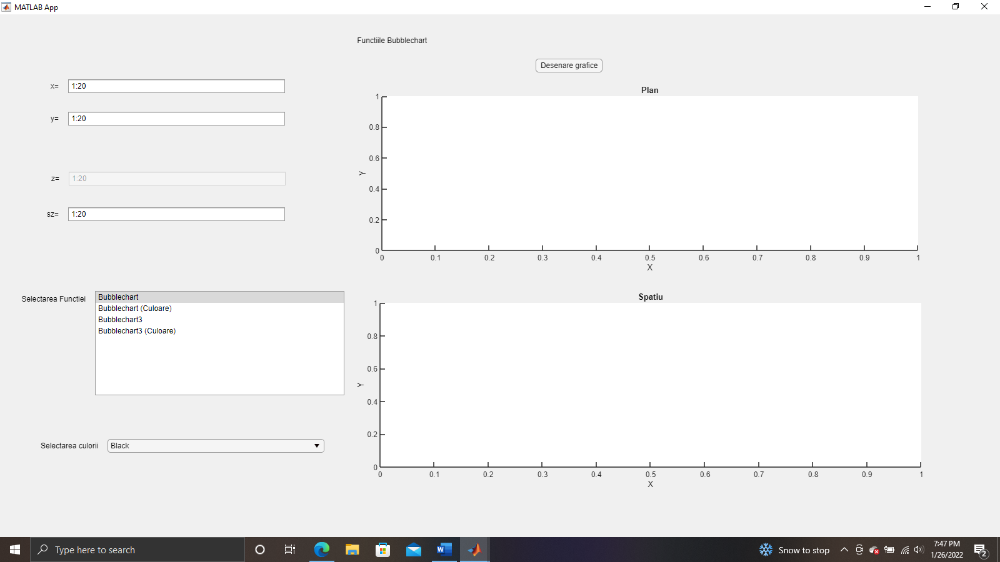 MATLAB App
Functiile Bubblechart
Desenare grafice
x=
1:20
y=
1:20
z=
1:20
sz=
1:20
Selectarea Functiei
Bubblechart
Bubblechart (Culoare)
Bubblechart3
Bubblechart3 (Culoare)
Selectarea culorii
Black
Plan
1
0.8
0.6
0.4
0.2
0
Y
0 0.1 0.2 0.3 0.4 0.5 0.6 0.7 0.8 0.9 1
X
Spatiu
1
0.8
0.6
0.4
0.2
0
Y
0 0.1 0.2 0.3 0.4 0.5 0.6 0.7 0.8 0.9 1
X
Type here to search
W
Snow to stop
7:47 PM
1/26/2022
2